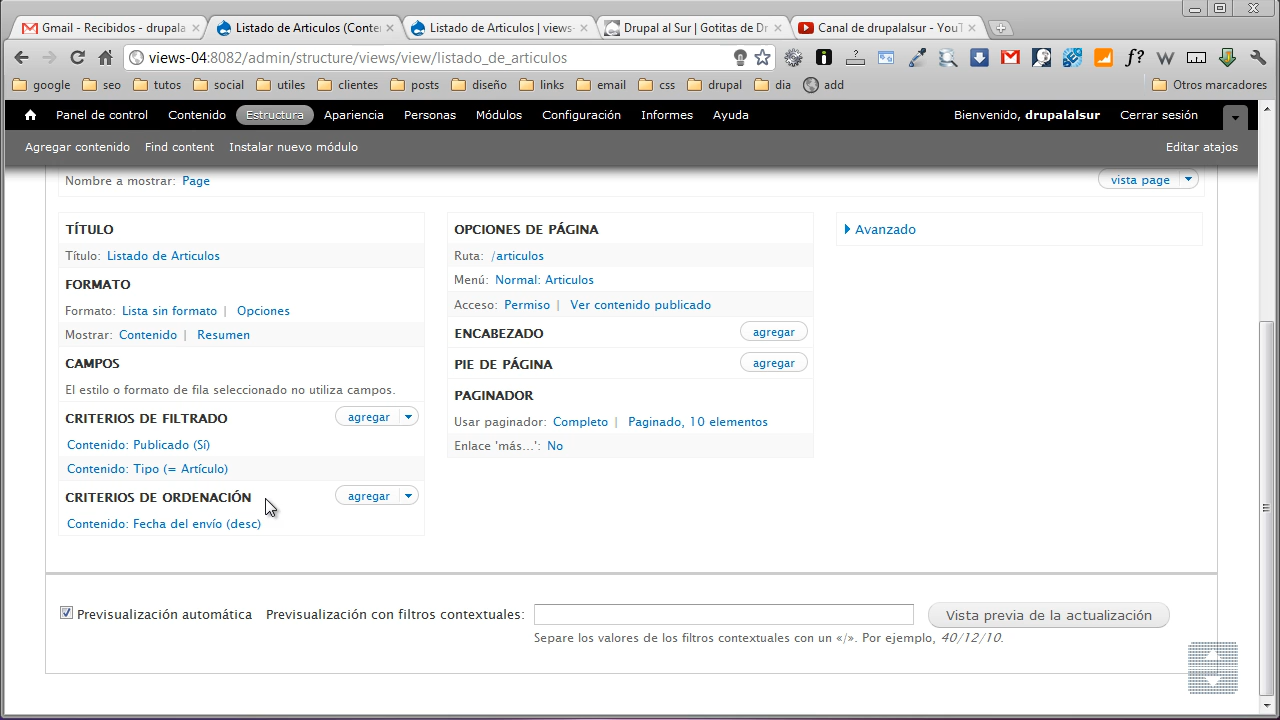 Gmail - Recibidos - drupala
Listado de Articulos (Conte
Listado de Articulos | views-
Drupal al Sur | Gotitas de Dr
Canal de drupalalsur - YouT
views-04:8082/admin/structure/views/view/listado_de_articulos
google seo tutos social utiles clientes posts diseño links email css drupal dia add Otros marcadores
Panel de control Contenido Estructura Apariencia Personas Módulos Configuración Informes Ayuda Bienvenido, drupalalsur Cerrar sesión
Agregar contenido Find content Instalar nuevo módulo Editar atajos
Nombre a mostrar: Page vista page
TÍTULO
Título: Listado de Articulos
FORMATO
Formato: Lista sin formato | Opciones
Mostrar: Contenido | Resumen
CAMPOS
El estilo o formato de fila seleccionado no utiliza campos.
CRITERIOS DE FILTRADO agregar
Contenido: Publicado (Sí)
Contenido: Tipo (= Artículo)
CRITERIOS DE ORDENACIÓN agregar
Contenido: Fecha del envío (desc)
OPCIONES DE PÁGINA
Ruta: /articulos
Menú: Normal: Articulos
Acceso: Permiso | Ver contenido publicado
ENCABEZADO agregar
PIE DE PÁGINA agregar
PAGINADOR
Usar paginador: Completo | Paginado, 10 elementos
Enlace 'más...': No
Avanzado
Previsualización automática Previsualización con filtros contextuales: Vista previa de la actualización
Separe los valores de los filtros contextuales con un «/». Por ejemplo, 40/12/10.